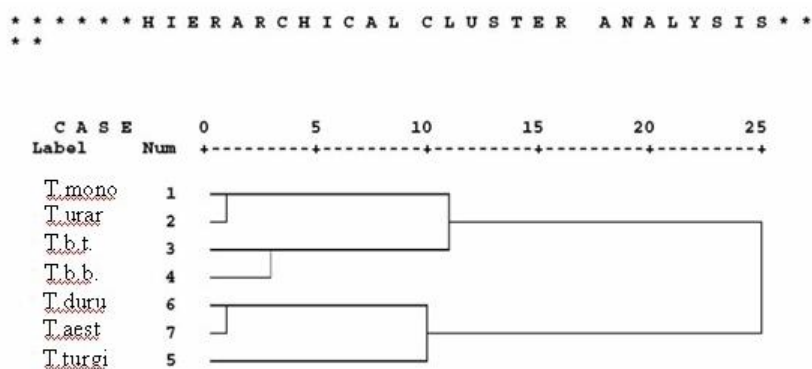 * * * * * * H I E R A R C H I C A L C L U S T E R A N A L Y S I S * *
* *
C A S E 0 5 10 15 20 25
Label Num +---------+---------+---------+---------+---------+
T.mono 1
T.urar 2
T.b.t. 3
T.b.b. 4
T.duru 6
T.aest 7
T.turgi 5